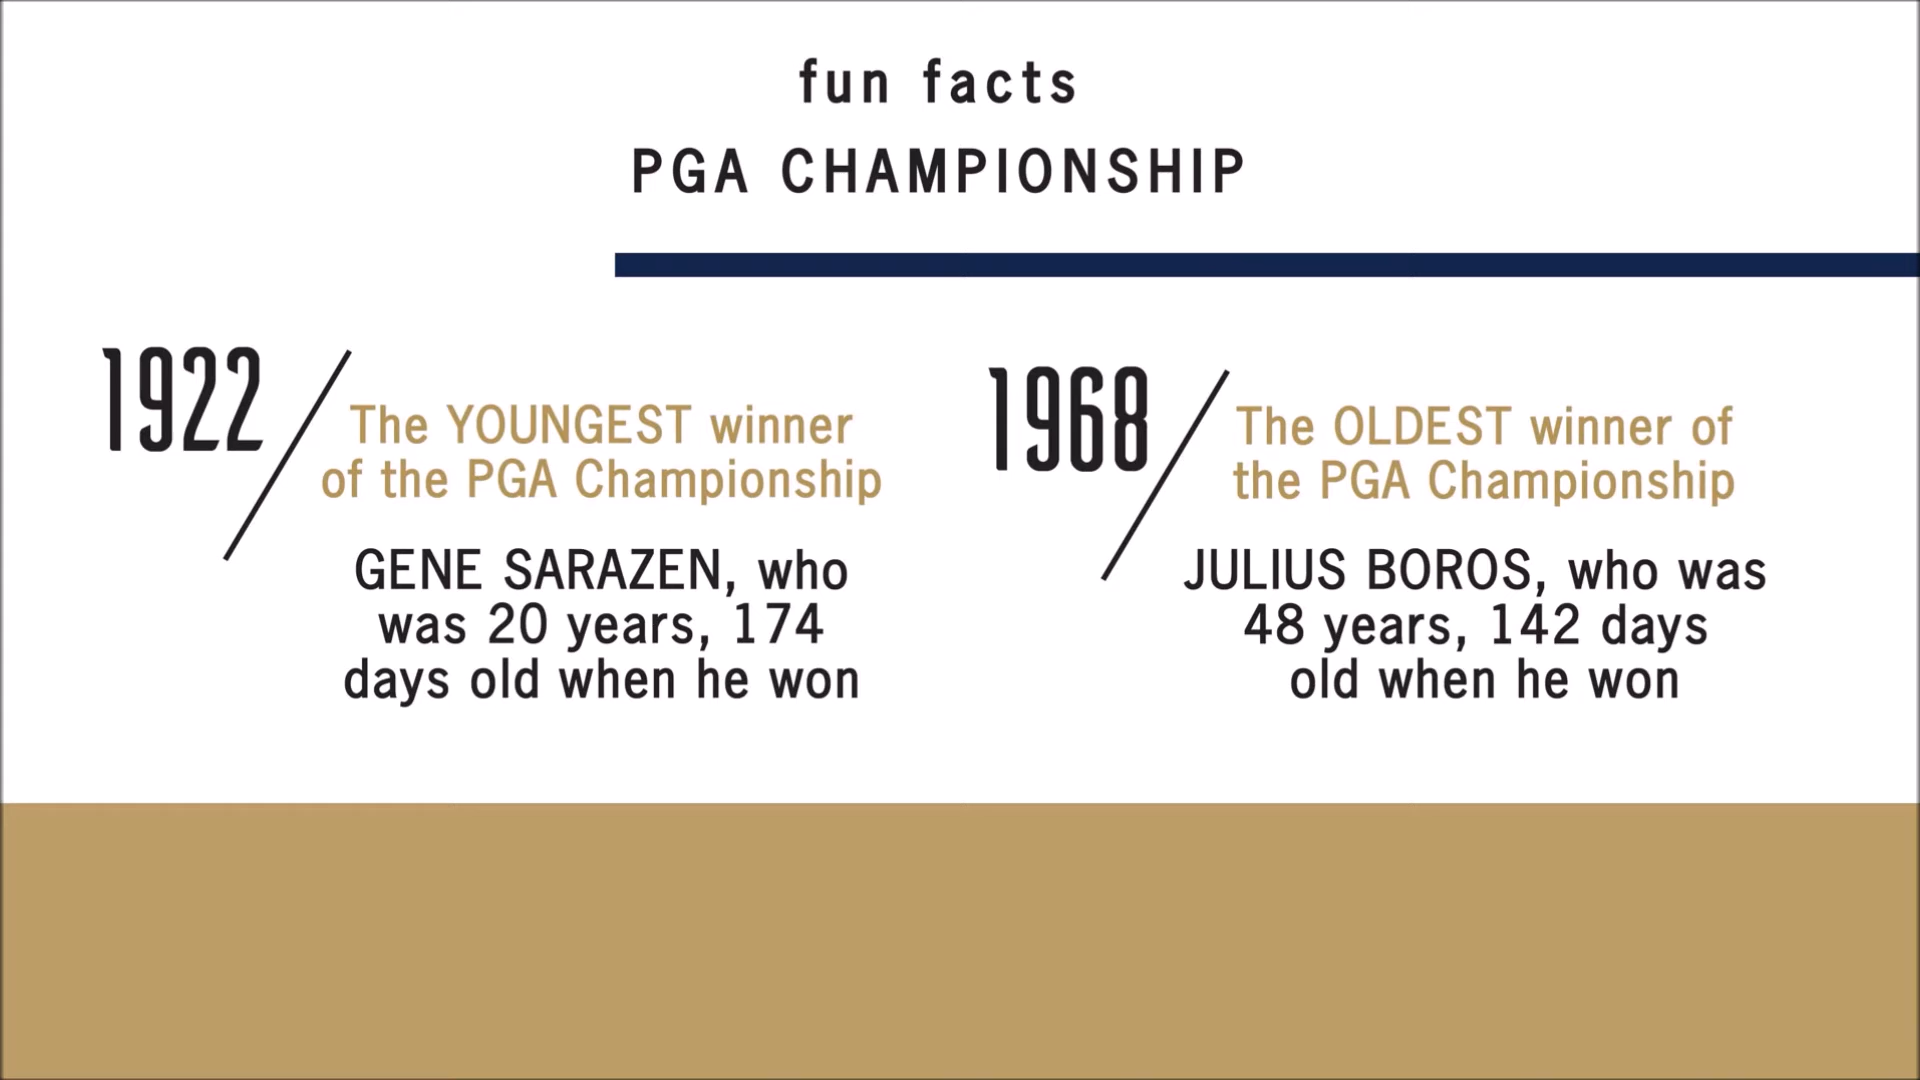 fun facts
PGA CHAMPIONSHIP
1922
The YOUNGEST winner
of the PGA Championship
GENE SARAZEN, who
was 20 years, 174
days old when he won
1968
The OLDEST winner of
the PGA Championship
JULIUS BOROS, who was
48 years, 142 days
old when he won